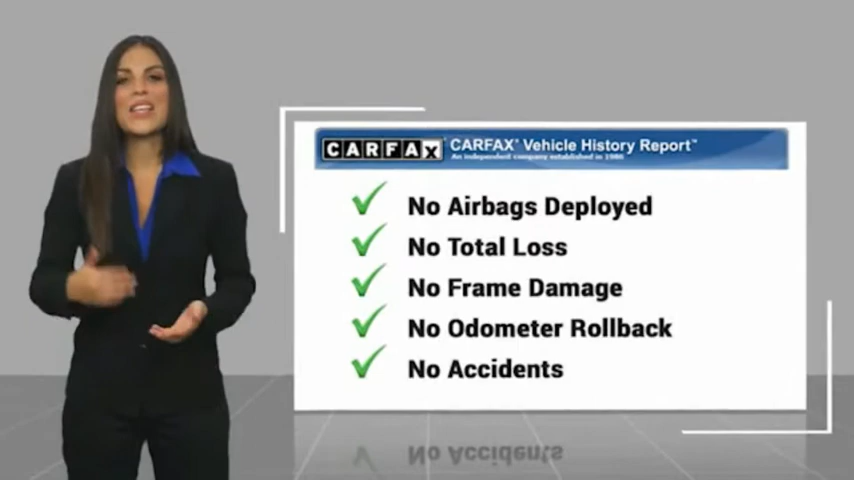 CARFAX CARFAX™ Vehicle History Report™
An independent company established in 1986
No Airbags Deployed
No Total Loss
No Frame Damage
No Odometer Rollback
No Accidents
No Accidents